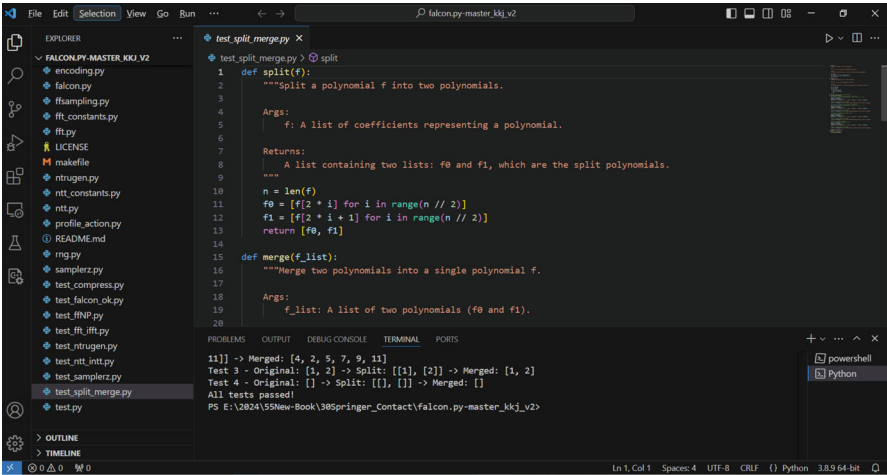 File Edit Selection View Go Run ...
falcon.py-master_kkj_v2
EXPLORER ...
FALCON.PY-MASTER_KKJ_V2
encoding.py
falcon.py
ffsampling.py
fft_constants.py
fft.py
LICENSE
M makefile
ntrugen.py
ntt_constants.py
ntt.py
profile_action.py
README.md
rng.py
samplerz.py
test_compress.py
test_falcon_ok.py
test_ffNP.py
test_fft_ifft.py
test_ntrugen.py
test_ntt_intt.py
test_samplerz.py
test_split_merge.py
test.py
> OUTLINE
> TIMELINE
test_split_merge.py ×
test_split_merge.py > split
1 def split(f):
2 """Split a polynomial f into two polynomials.
3
4 Args:
5 f: A list of coefficients representing a polynomial.
6
7 Returns:
8 A list containing two lists: f0 and f1, which are the split polynomials.
9 """
10 n = len(f)
11 f0 = [f[2 * i] for i in range(n // 2)]
12 f1 = [f[2 * i + 1] for i in range(n // 2)]
13 return [f0, f1]
14
15 def merge(f_list):
16 """Merge two polynomials into a single polynomial f.
17
18 Args:
19 f_list: A list of two polynomials (f0 and f1).
20
PROBLEMS OUTPUT DEBUG CONSOLE TERMINAL PORTS
11]] -> Merged: [4, 2, 5, 7, 9, 11]
Test 3 - Original: [1, 2] -> Split: [[1], [2]] -> Merged: [1, 2]
Test 4 - Original: [] -> Split: [[], []] -> Merged: []
All tests passed!
PS E:\2024\55New-Book\30Springer_Contact\falcon.py-master_kkj_v2>
powershell
Python
0 0 0 Ln 1, Col 1 Spaces: 4 UTF-8 CRLF {} Python 3.8.9 64-bit